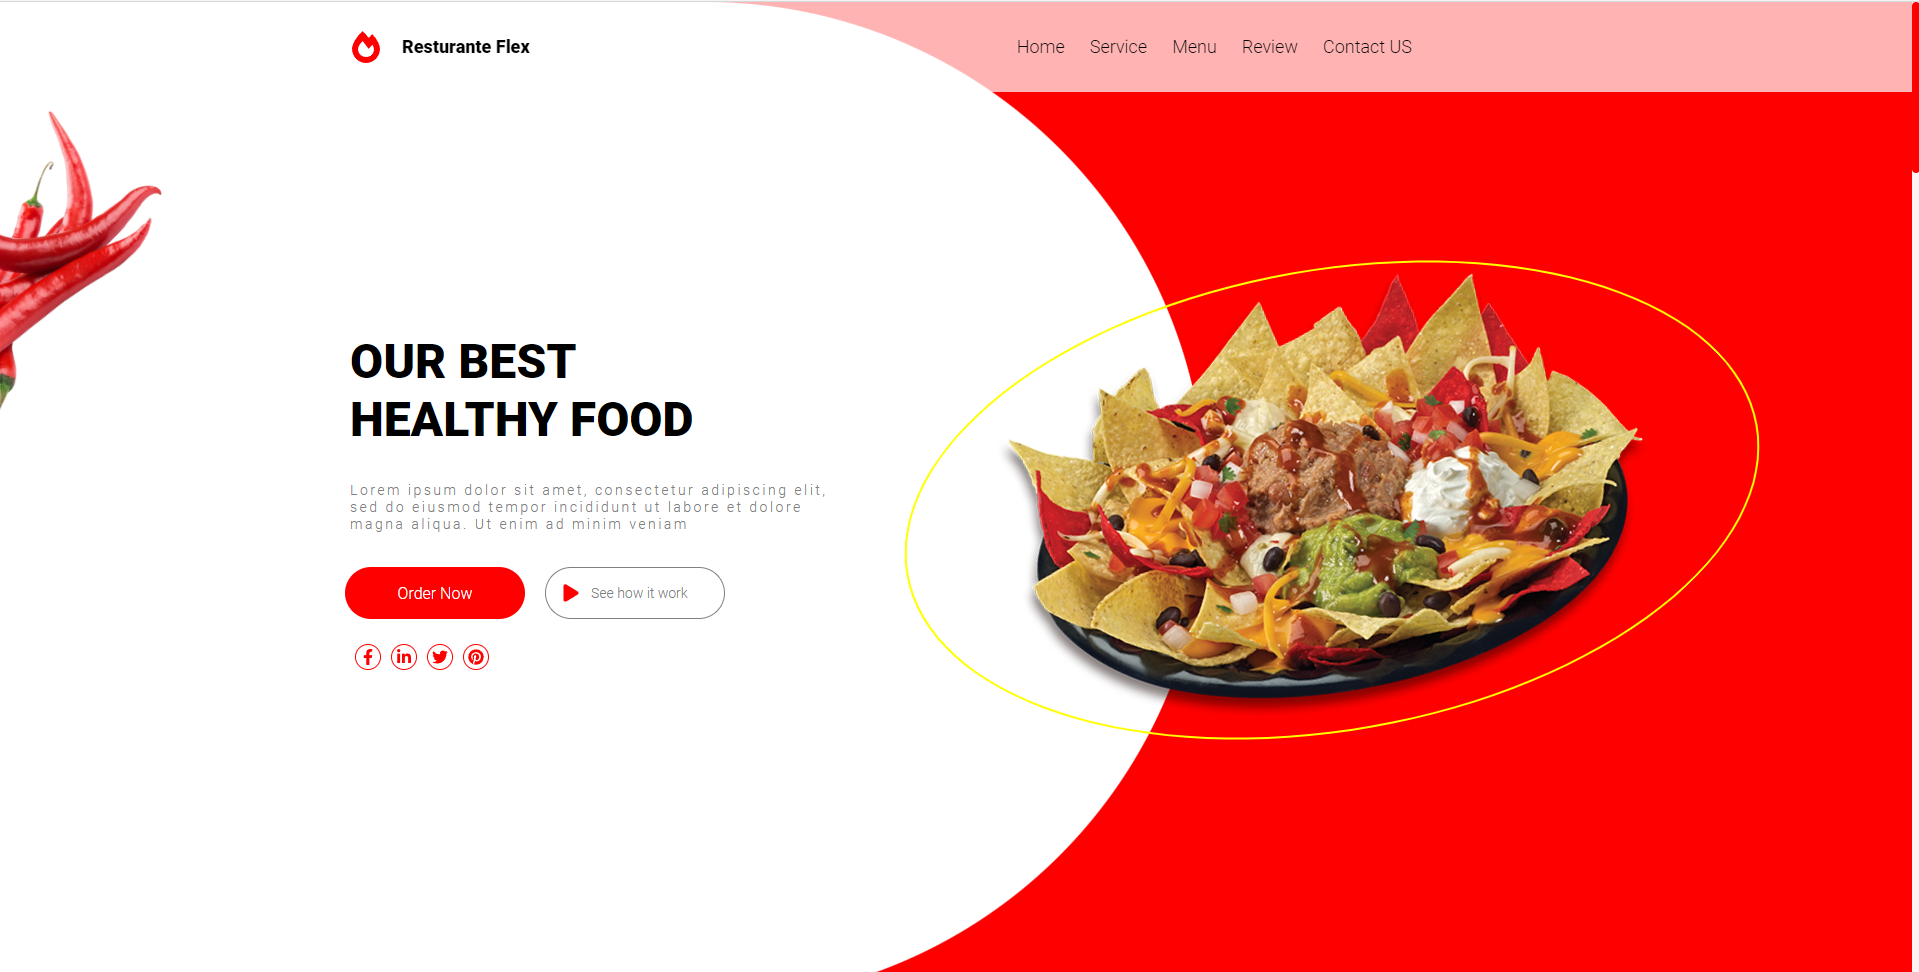 Resturante Flex
Home Service Menu Review Contact US
OUR BEST
HEALTHY FOOD
Lorem ipsum dolor sit amet, consectetur adipiscing elit,
sed do eiusmod tempor incididunt ut labore et dolore
magna aliqua. Ut enim ad minim veniam
Order Now
See how it work